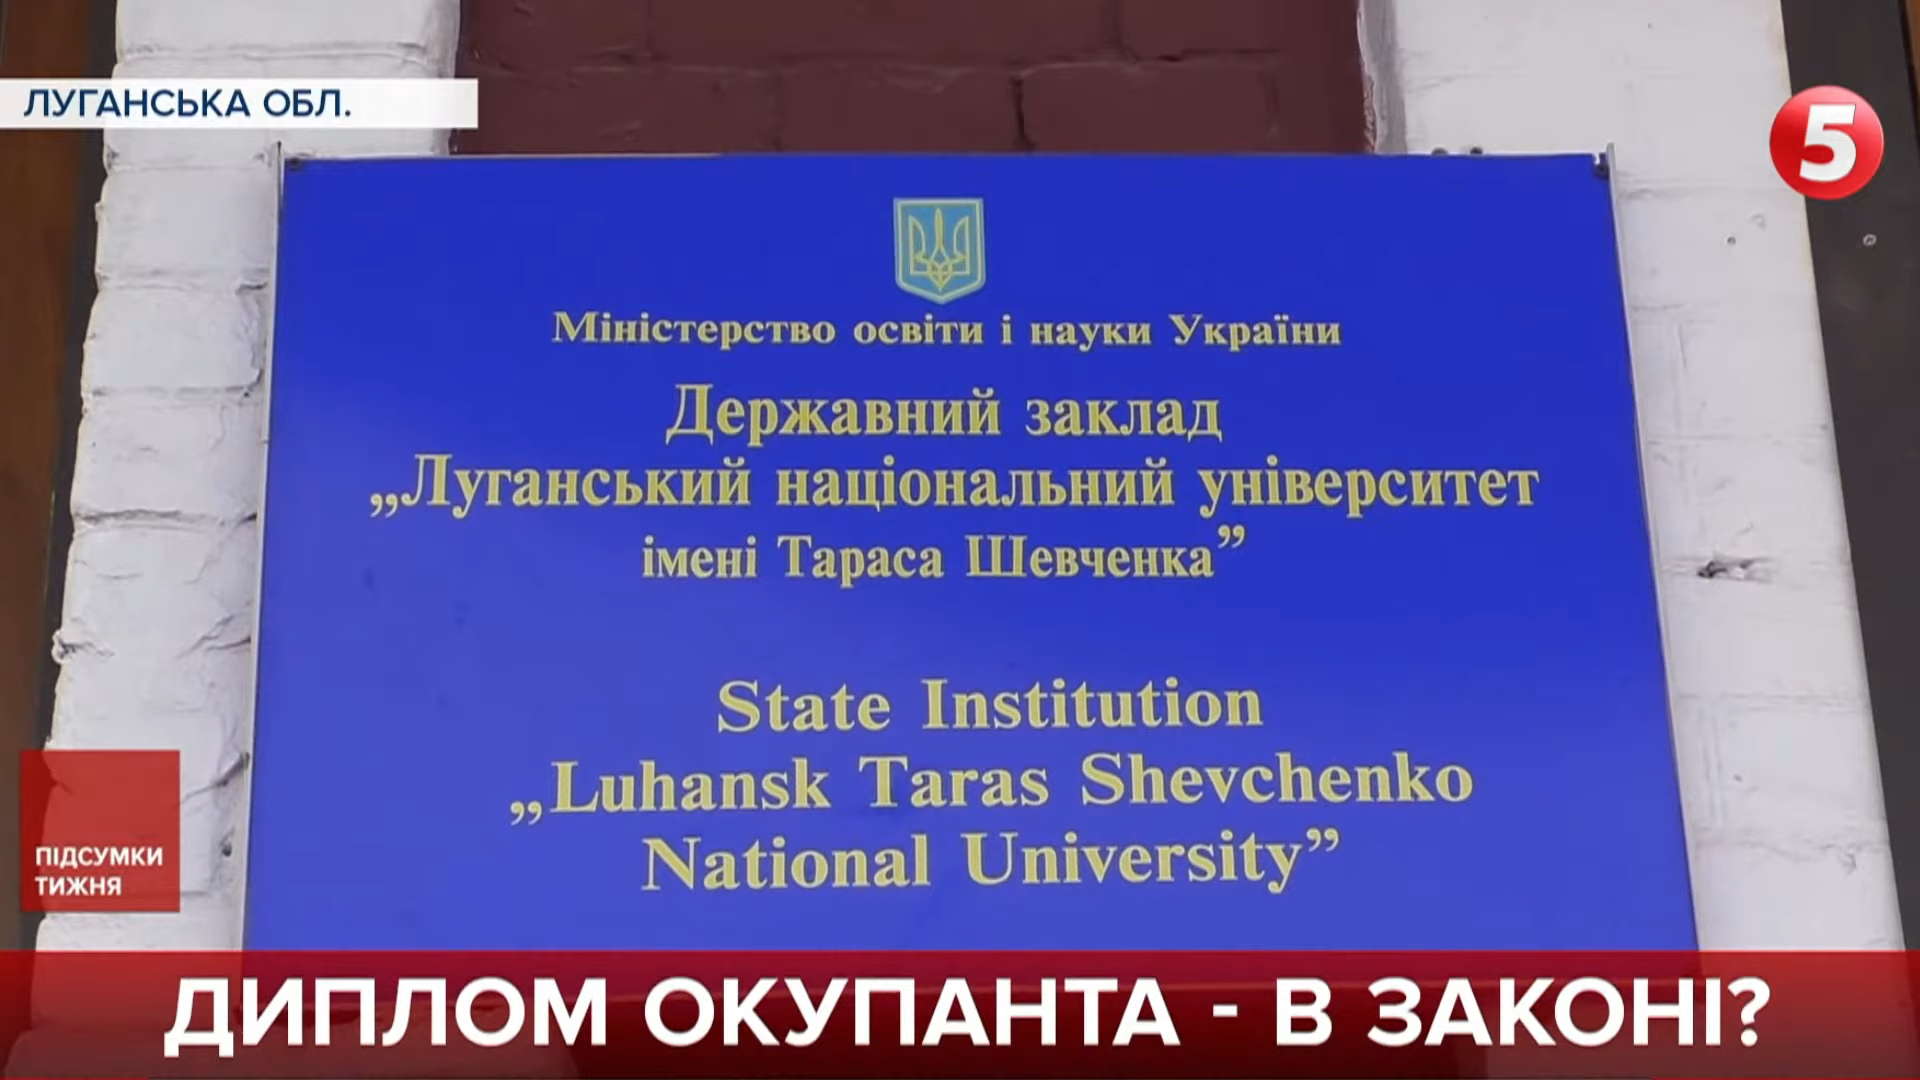 ЛУГАНСЬКА ОБЛ.
5
Міністерство освіти і науки України
Державний заклад
„Луганський національний університет
імені Тараса Шевченка”
State Institution
„Luhansk Taras Shevchenko
National University”
ПІДСУМКИ
ТИЖНЯ
ДИПЛОМ ОКУПАНТА - В ЗАКОНІ?